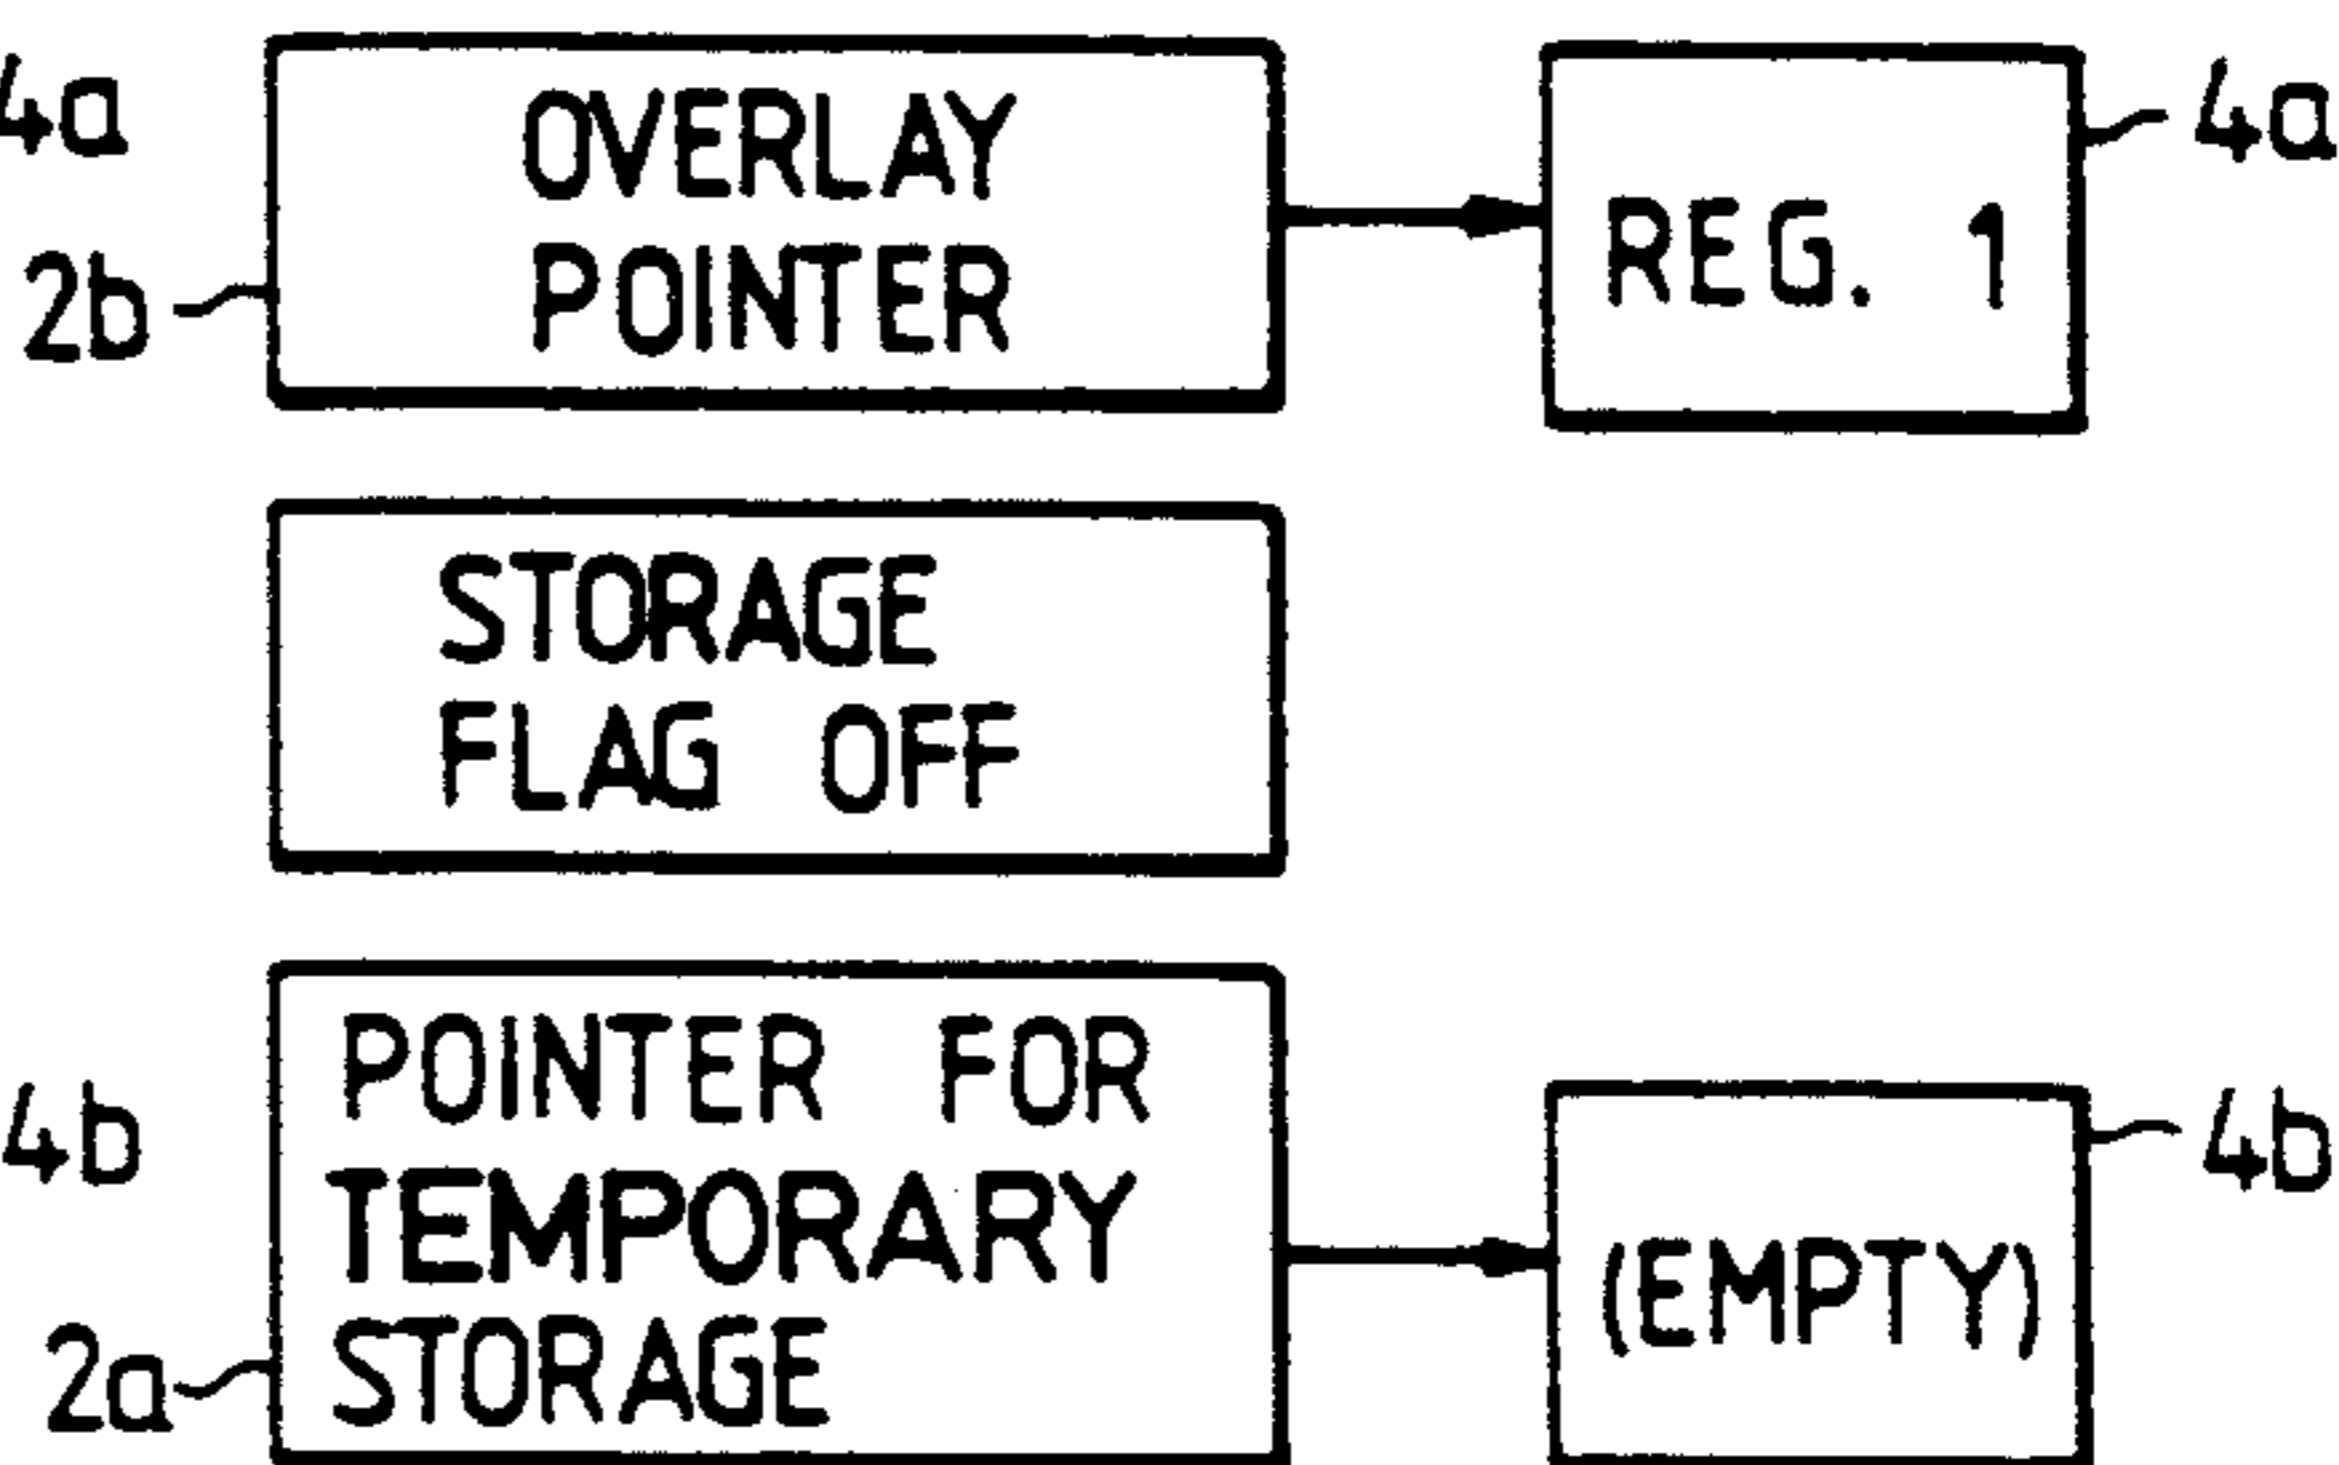 4a
OVERLAY
POINTER
2b
REG. 1
4a
STORAGE
FLAG OFF
4b
POINTER FOR
TEMPORARY
STORAGE
2a
(EMPTY)
4b